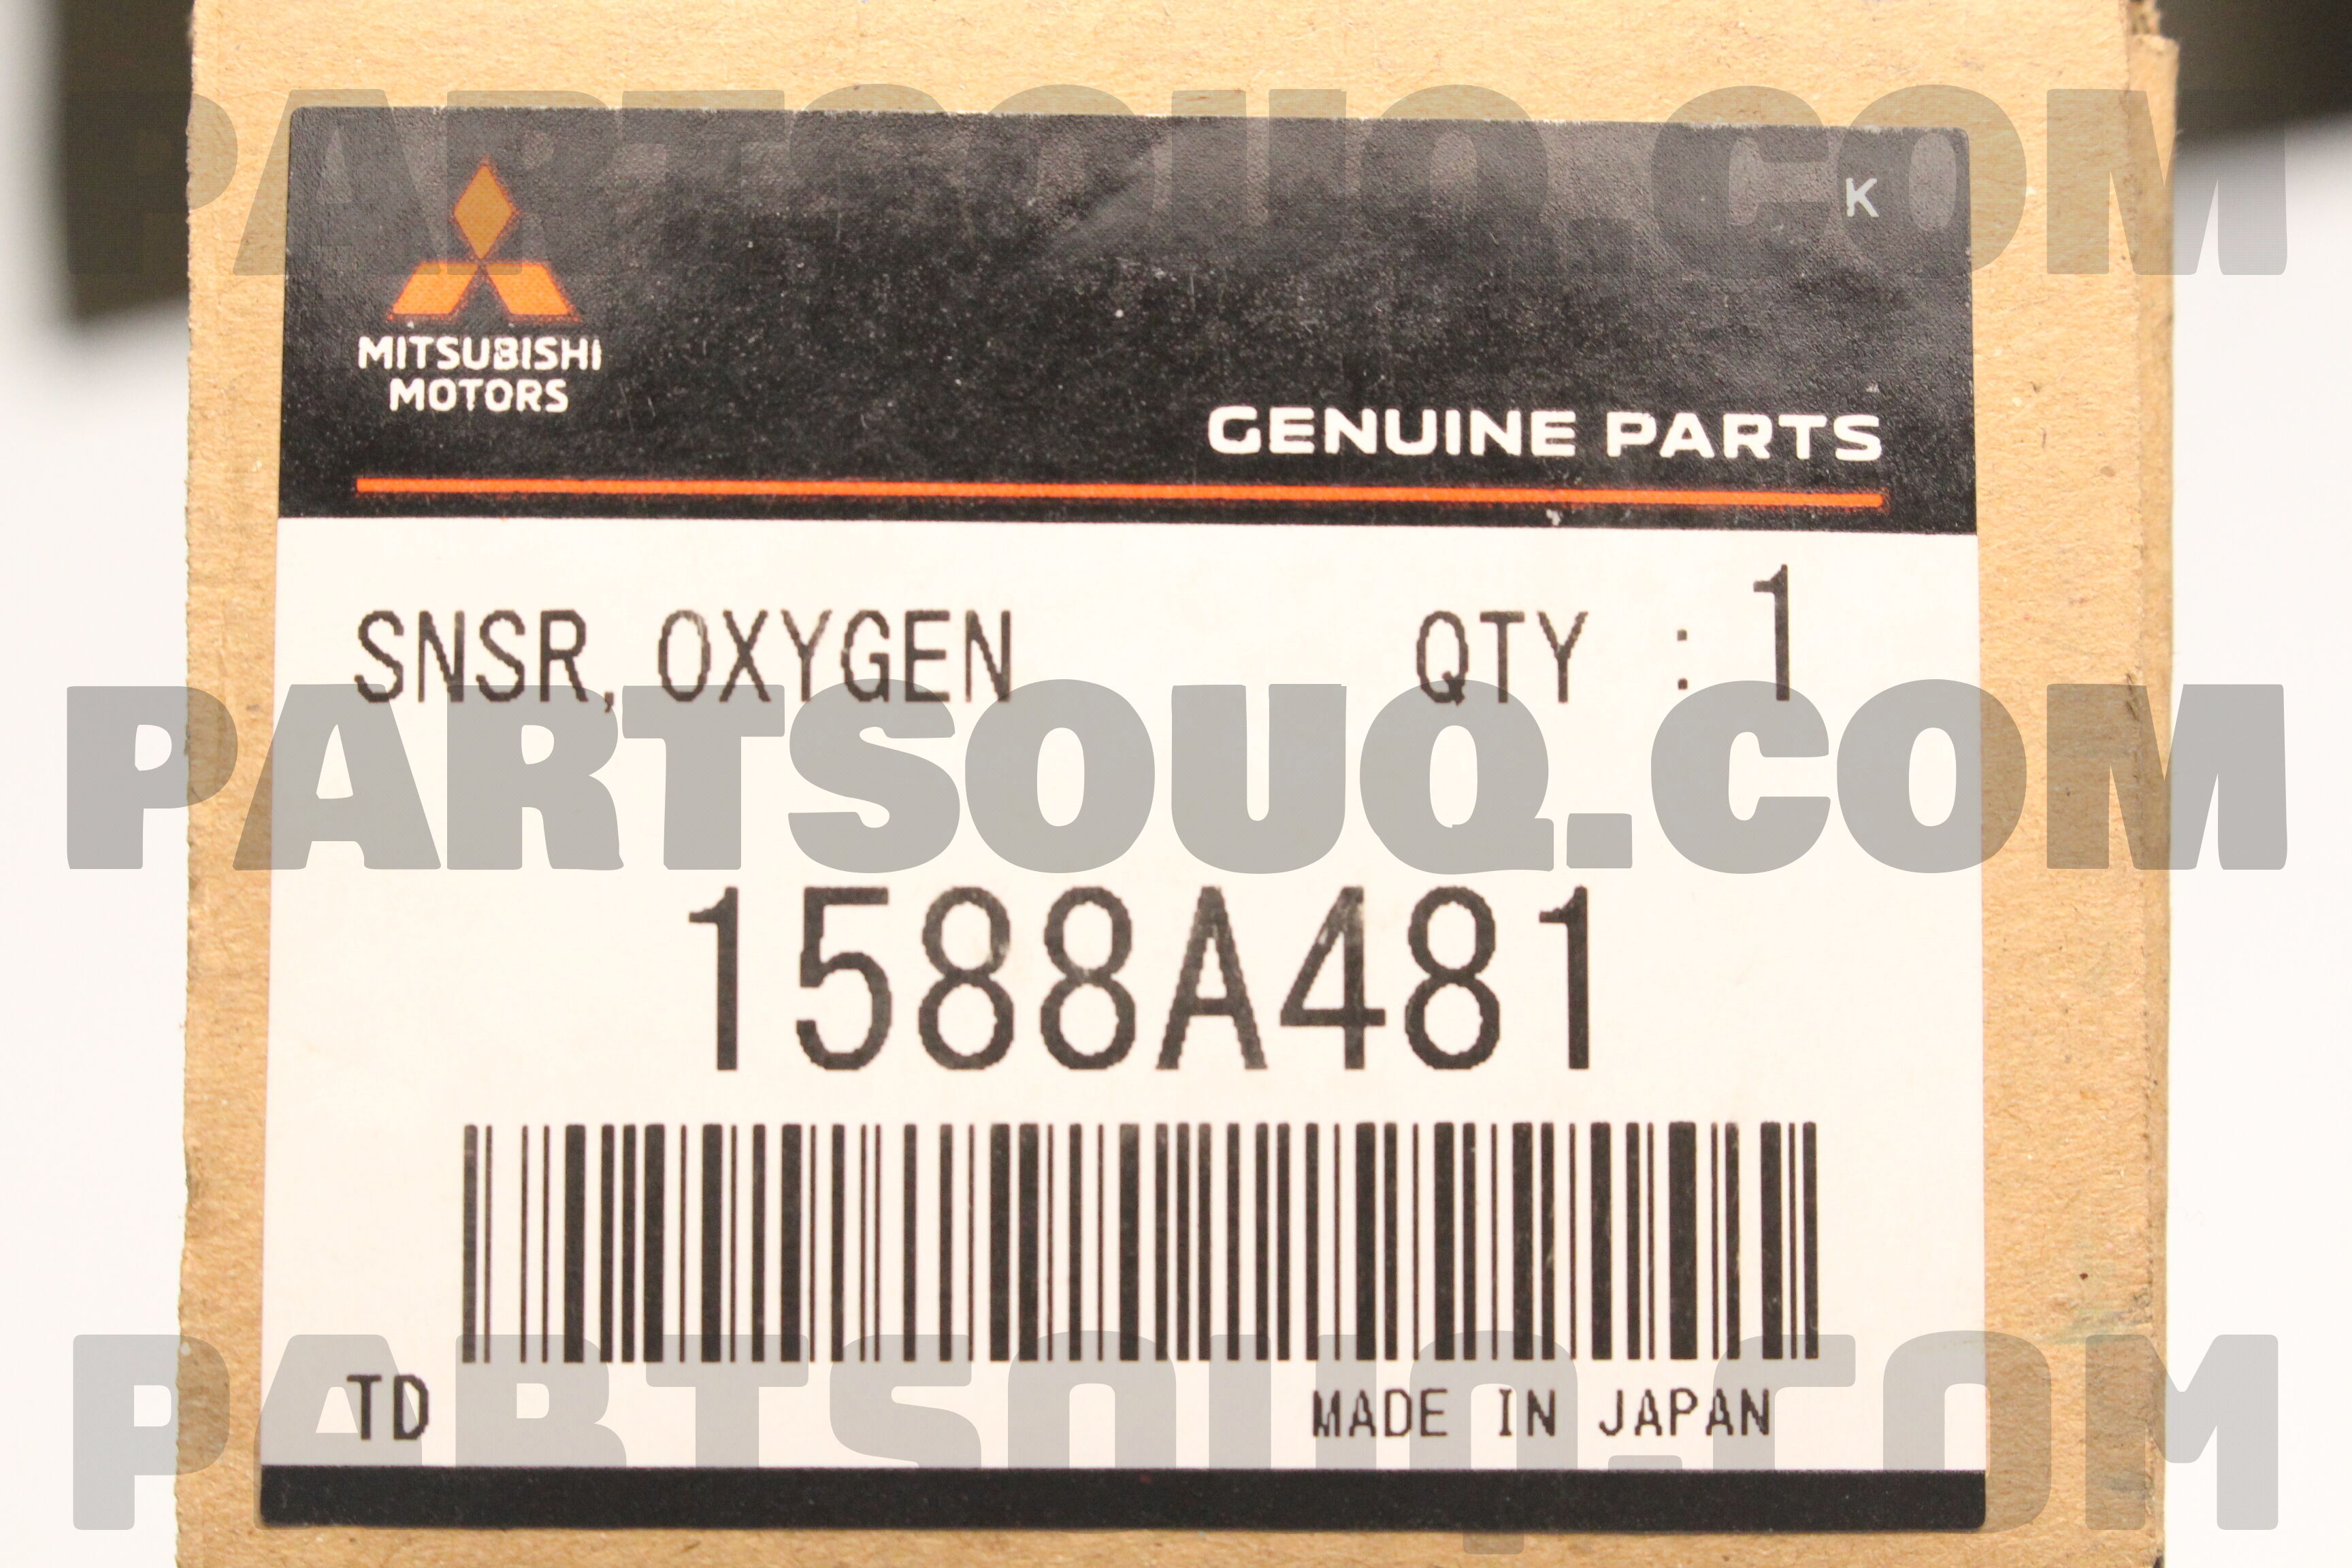 PARTSOUQ.COM
K
MITSUBISHI
MOTORS
GENUINE PARTS
SNSR, OXYGEN QTY : 1
PARTSOUQ.COM
1588A481
TD MADE IN JAPAN
PARTSOUQ.COM